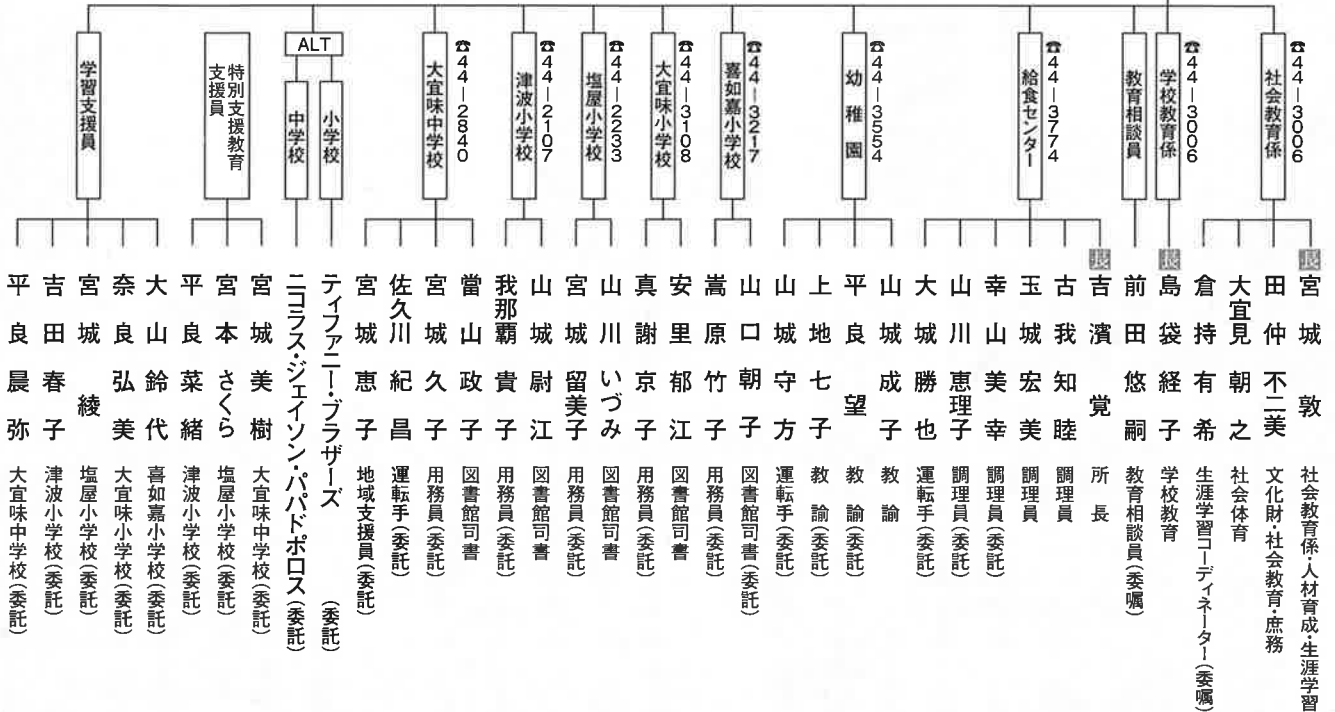 ☎44―3006
社会教育係
長 宮城 敦 社会教育係・人材育成・生涯学習
田仲不二美 文化財・社会教育・庶務
大宜見朝之 社会体育
倉持有希 生涯学習コーディネーター(委嘱)
☎44―3006
学校教育係
長 島袋経子 学校教育
教育相談員
前田悠嗣 教育相談員(委嘱)
☎44―3774
給食センター
長 吉濱 覚 所長
古我知睦 調理員
玉城宏美 調理員
幸山美幸 調理員(委託)
山川恵理子 調理員(委託)
大城勝也 運転手(委託)
☎44―3554
幼稚園
山城成子 教諭
平良 望 教諭(委託)
上地七子 教諭(委託)
山城守方 運転手(委託)
☎44―3217
喜如嘉小学校
山口朝子 図書館司書(委託)
嵩原竹子 用務員(委託)
☎44―3108
大宜味小学校
安里郁江 図書館司書
真謝京子 用務員(委託)
☎44―2233
塩屋小学校
山川いづみ 図書館司書
宮城留美子 用務員(委託)
☎44―2107
津波小学校
山城尉江 図書館司書
我那覇貴子 用務員(委託)
☎44―2840
大宜味中学校
當山政子 図書館司書
宮城久子 用務員(委託)
佐久川紀昌 運転手(委託)
宮城恵子 地域支援員(委託)
ALT
小学校
ティファニー・ブラザーズ (委託)
中学校
ニコラス・ジェイソン・パパドポロス(委託)
特別支援教育
支援員
宮城美樹 大宜味中学校(委託)
宮本さくら 塩屋小学校(委託)
平良菜緒 津波小学校(委託)
学習支援員
大山鈴代 喜如嘉小学校(委託)
奈良弘美 大宜味小学校(委託)
宮城 綾 塩屋小学校(委託)
吉田春子 津波小学校(委託)
平良晨弥 大宜味中学校(委託)